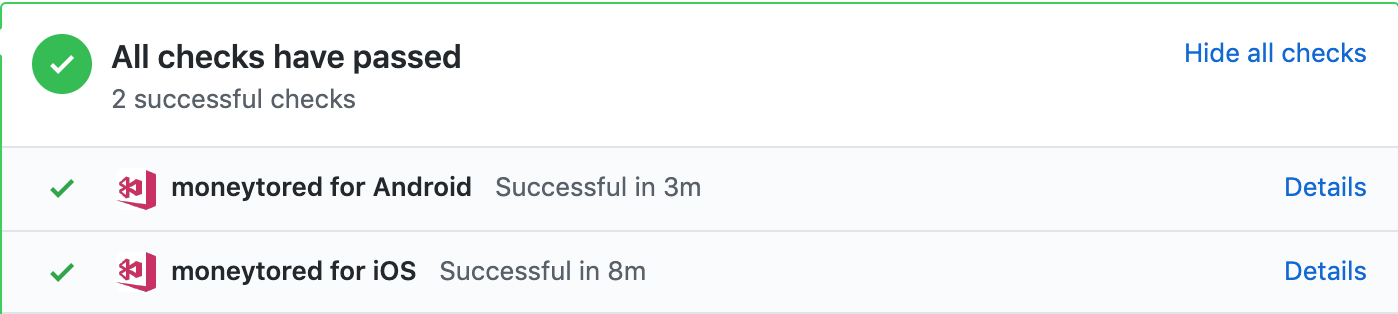 All checks have passed
Hide all checks
2 successful checks
moneytored for Android Successful in 3m Details
moneytored for iOS Successful in 8m Details